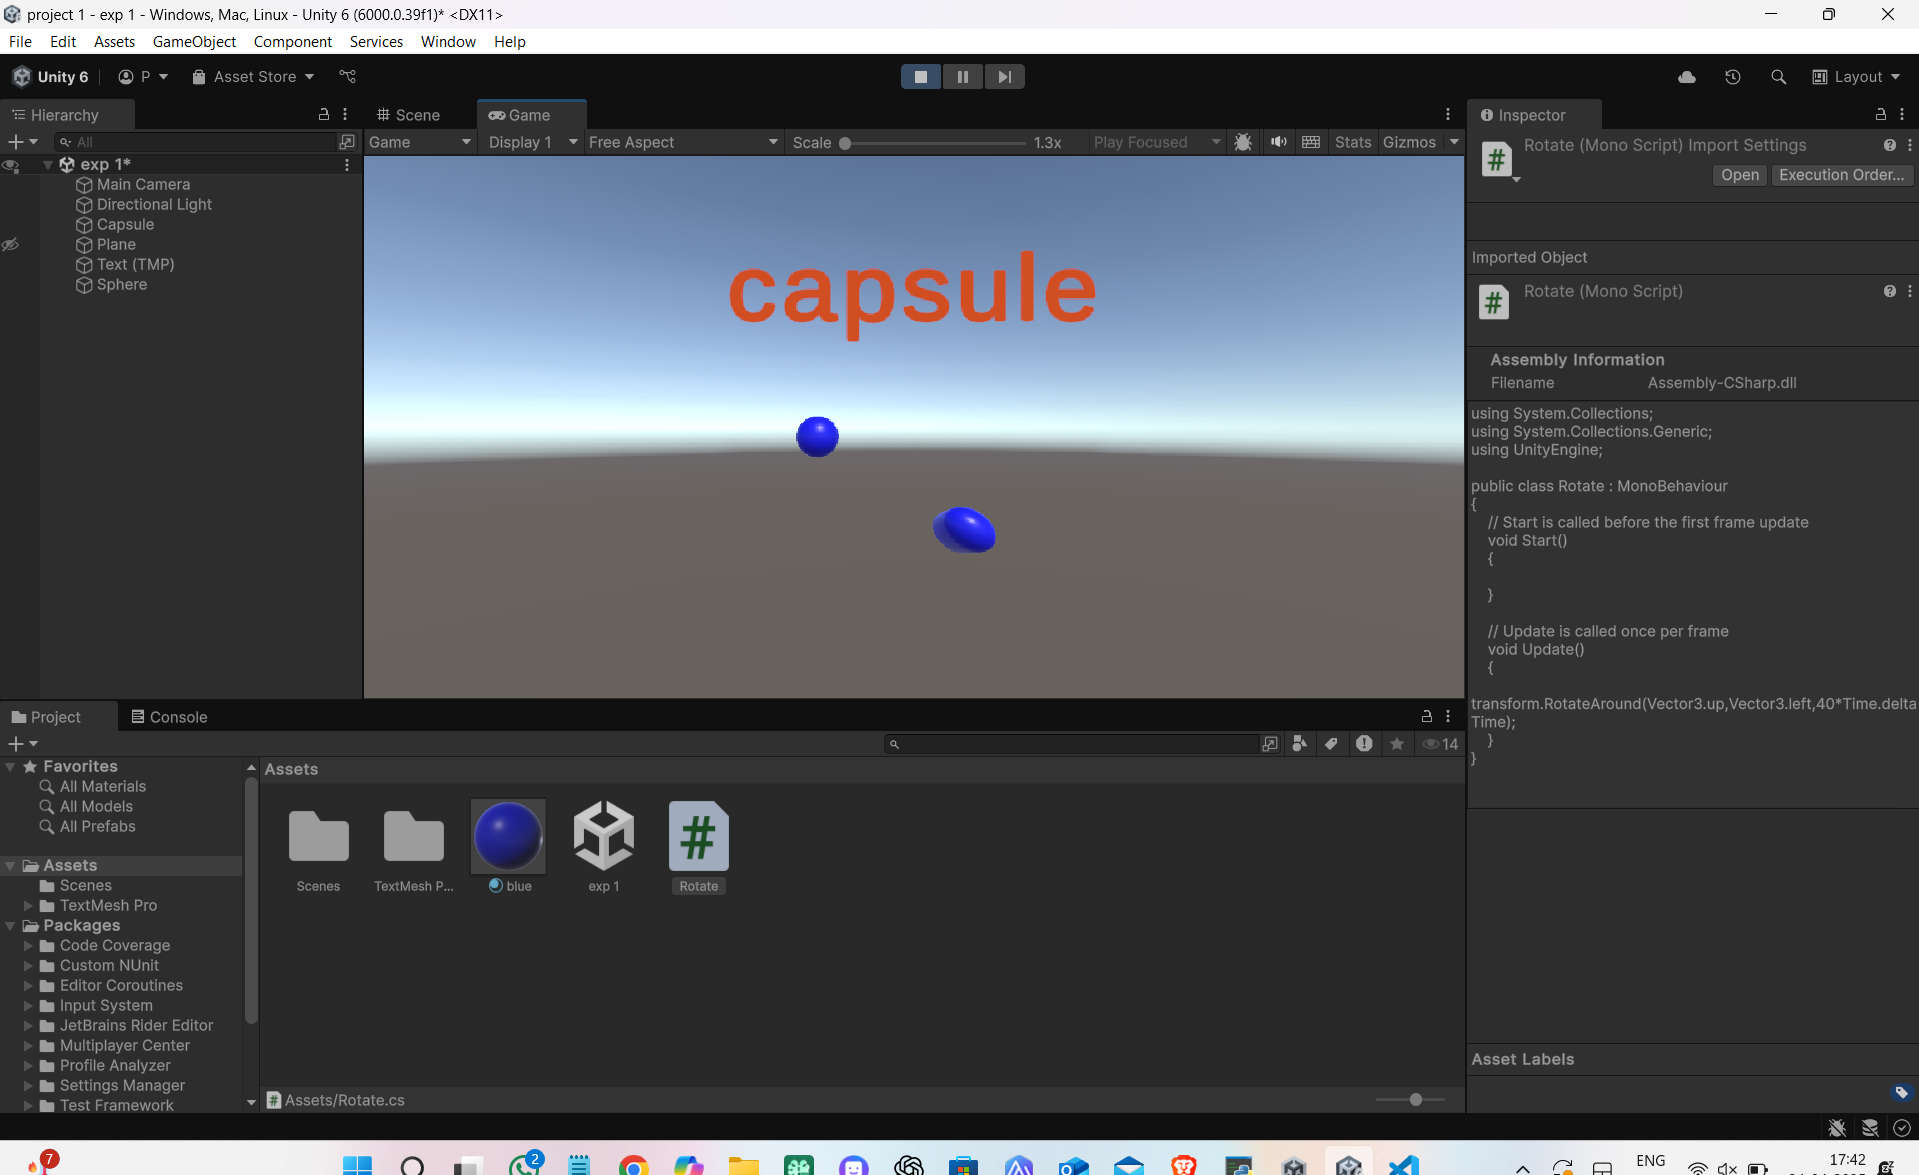 project 1 - exp 1 - Windows, Mac, Linux - Unity 6 (6000.0.39f1)* <DX11>
File Edit Assets GameObject Component Services Window Help
Unity 6 P Asset Store Layout
Hierarchy
All
exp 1*
Main Camera
Directional Light
Capsule
Plane
Text (TMP)
Sphere
Scene Game
Game Display 1 Free Aspect Scale 1.3x Play Focused Stats Gizmos
capsule
Inspector
Rotate (Mono Script) Import Settings
Open Execution Order...
Imported Object
Rotate (Mono Script)
Assembly Information
Filename Assembly-CSharp.dll
using System.Collections;
using System.Collections.Generic;
using UnityEngine;
public class Rotate : MonoBehaviour
{
// Start is called before the first frame update
void Start()
{
}
// Update is called once per frame
void Update()
{
transform.RotateAround(Vector3.up,Vector3.left,40*Time.delta
Time);
}
}
Asset Labels
Project Console
14
Favorites
All Materials
All Models
All Prefabs
Assets
Scenes
TextMesh Pro
Packages
Code Coverage
Custom NUnit
Editor Coroutines
Input System
JetBrains Rider Editor
Multiplayer Center
Profile Analyzer
Settings Manager
Test Framework
Assets
Scenes TextMesh P... blue exp 1 Rotate
Assets/Rotate.cs
7 2 ENG 17:42